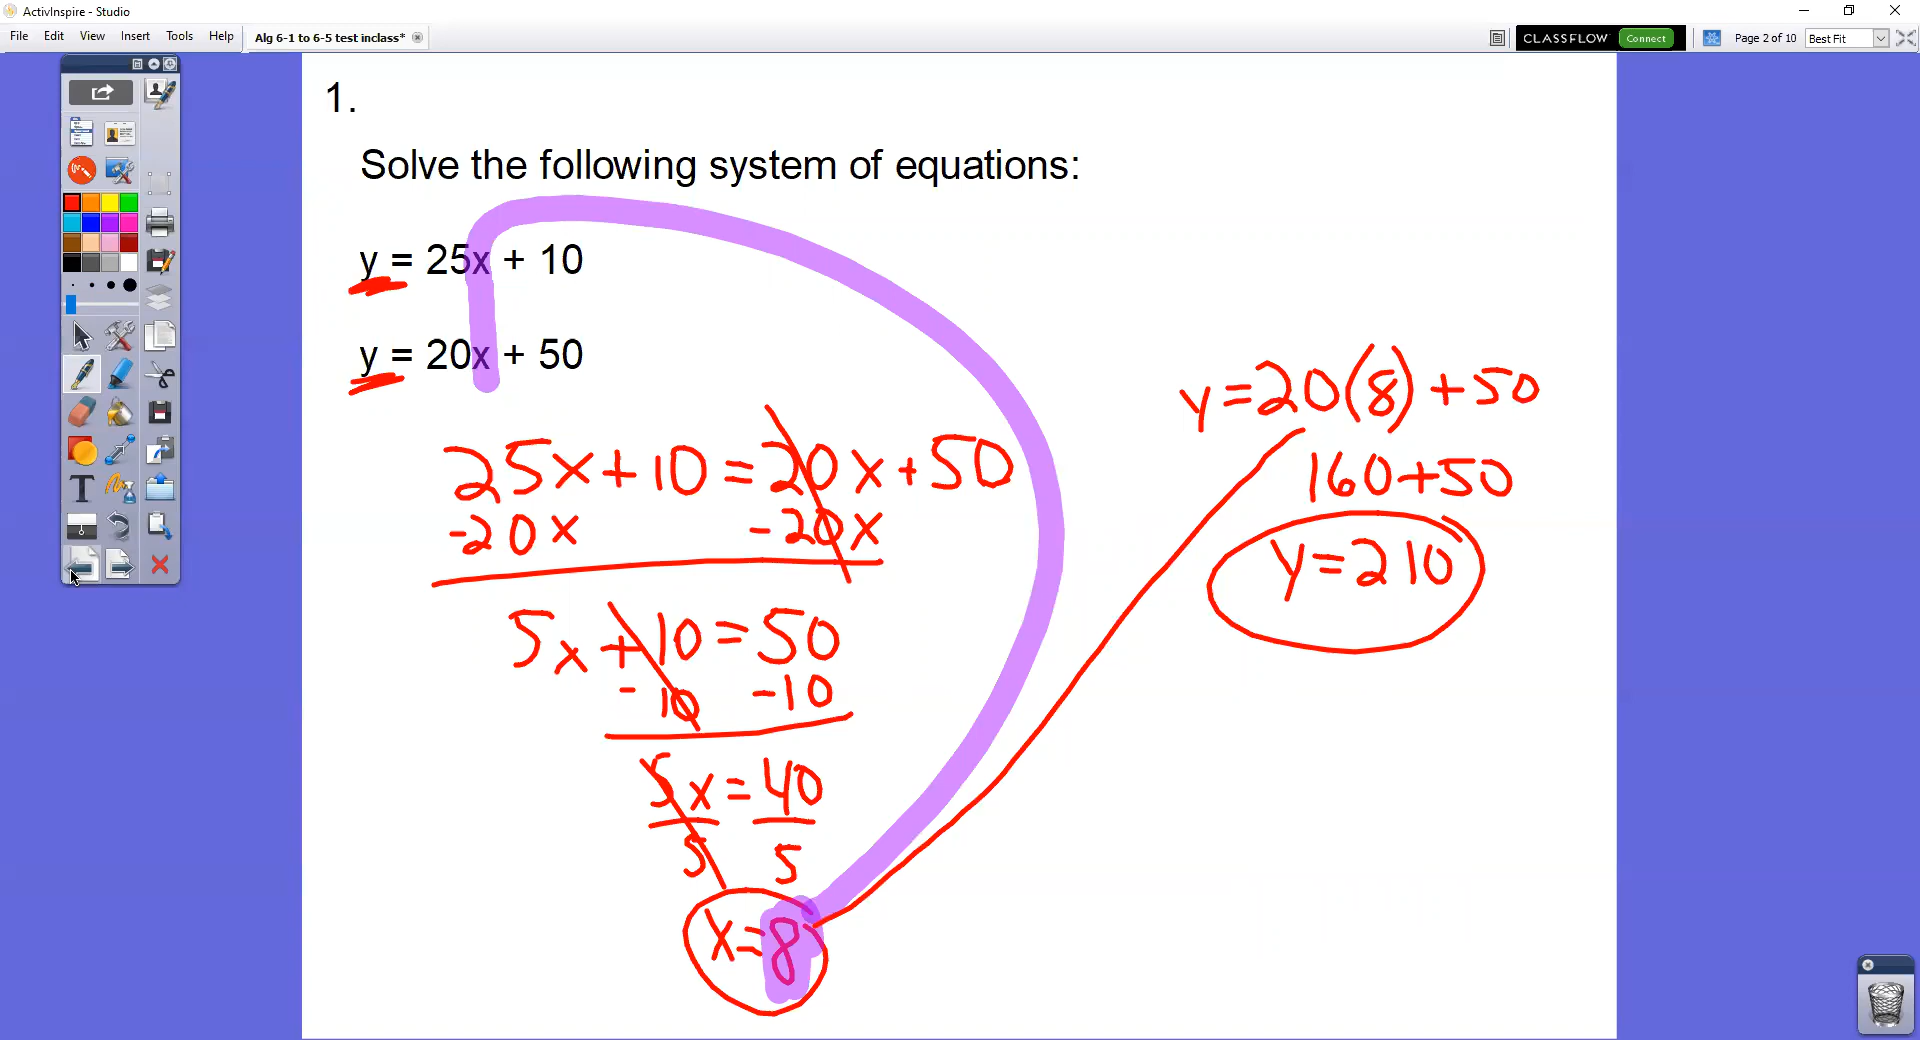 ActivInspire - Studio
File Edit View Insert Tools Help
Alg 6-1 to 6-5 test inclass*
CLASSFLOW Connect
Page 2 of 10
Best Fit
1.
Solve the following system of equations:
y = 25x + 10
y = 20x + 50
25x+10=20x+50
-20x -20x
5x +10=50
-10 -10
5x=40
5 5
x=8
y=20(8)+50
160+50
y=210
T